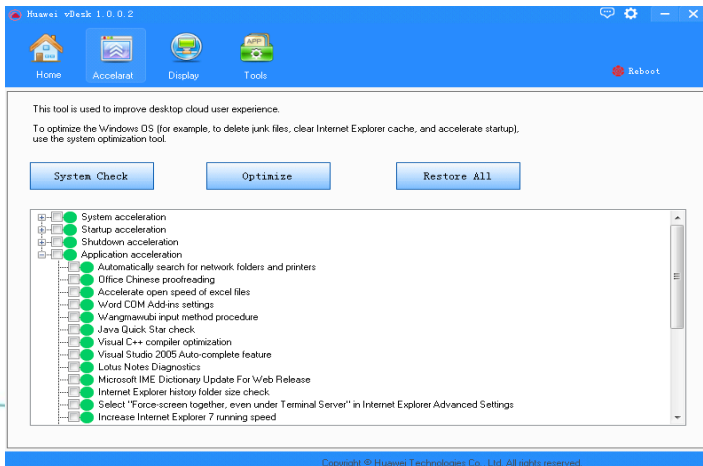 Huawei vDesk 1.0.0.2
Home
Accelarat
Display
APP
Tools
Reboot
This tool is used to improve desktop cloud user experience.
To optimize the Windows OS (for example, to delete junk files, clear Internet Explorer cache, and accelerate startup),
use the system optimization tool.
System Check
Optimize
Restore All
System acceleration
Startup acceleration
Shutdown acceleration
Application acceleration
Automatically search for network folders and printers
Office Chinese proofreading
Accelerate open speed of excel files
Word COM Add-ins settings
Wangmawubi input method procedure
Java Quick Star check
Visual C++ compiler optimization
Visual Studio 2005 Auto-complete feature
Lotus Notes Diagnostics
Microsoft IME Dictionary Update For Web Release
Internet Explorer history folder size check
Select "Force-screen together, even under Terminal Server" in Internet Explorer Advanced Settings
Increase Internet Explorer 7 running speed
Copyright © Huawei Technologies Co., Ltd. All rights reserved.